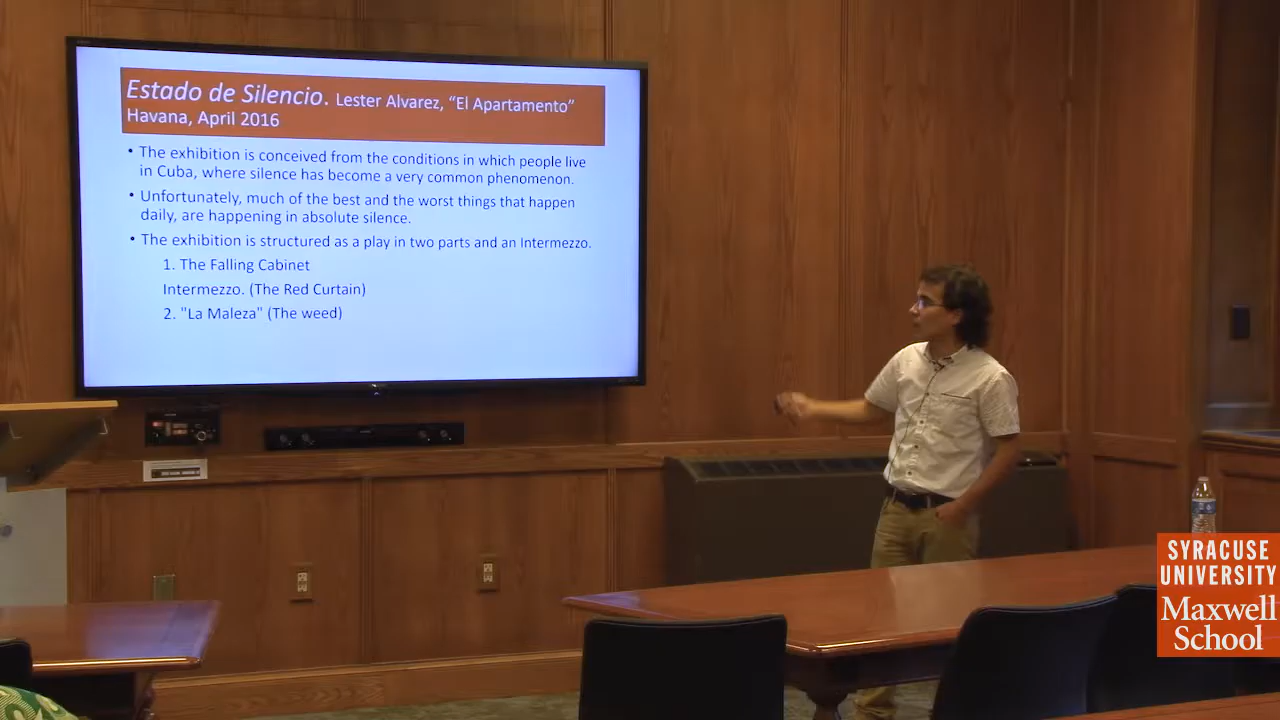 Estado de Silencio. Lester Alvarez, “El Apartamento”
Havana, April 2016
• The exhibition is conceived from the conditions in which people live
in Cuba, where silence has become a very common phenomenon.
• Unfortunately, much of the best and the worst things that happen
daily, are happening in absolute silence.
• The exhibition is structured as a play in two parts and an Intermezzo.
1. The Falling Cabinet
Intermezzo. (The Red Curtain)
2. "La Maleza" (The weed)
SYRACUSE
UNIVERSITY
Maxwell
School